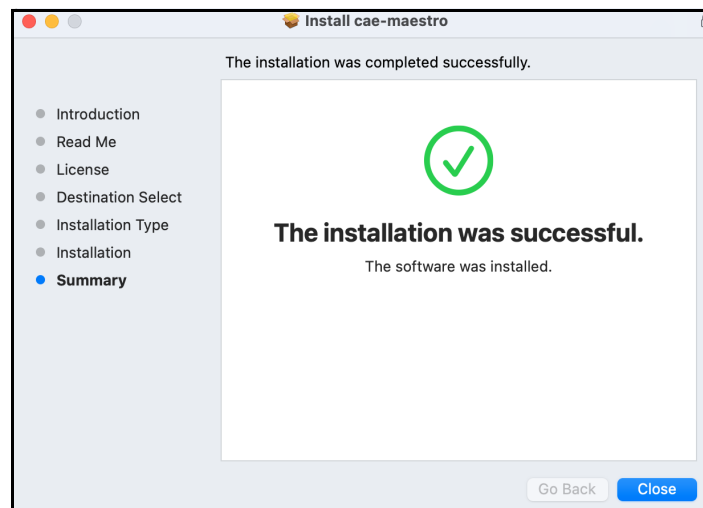 Install cae-maestro
The installation was completed successfully.
Introduction
Read Me
License
Destination Select
Installation Type
Installation
Summary
The installation was successful.
The software was installed.
Go Back
Close